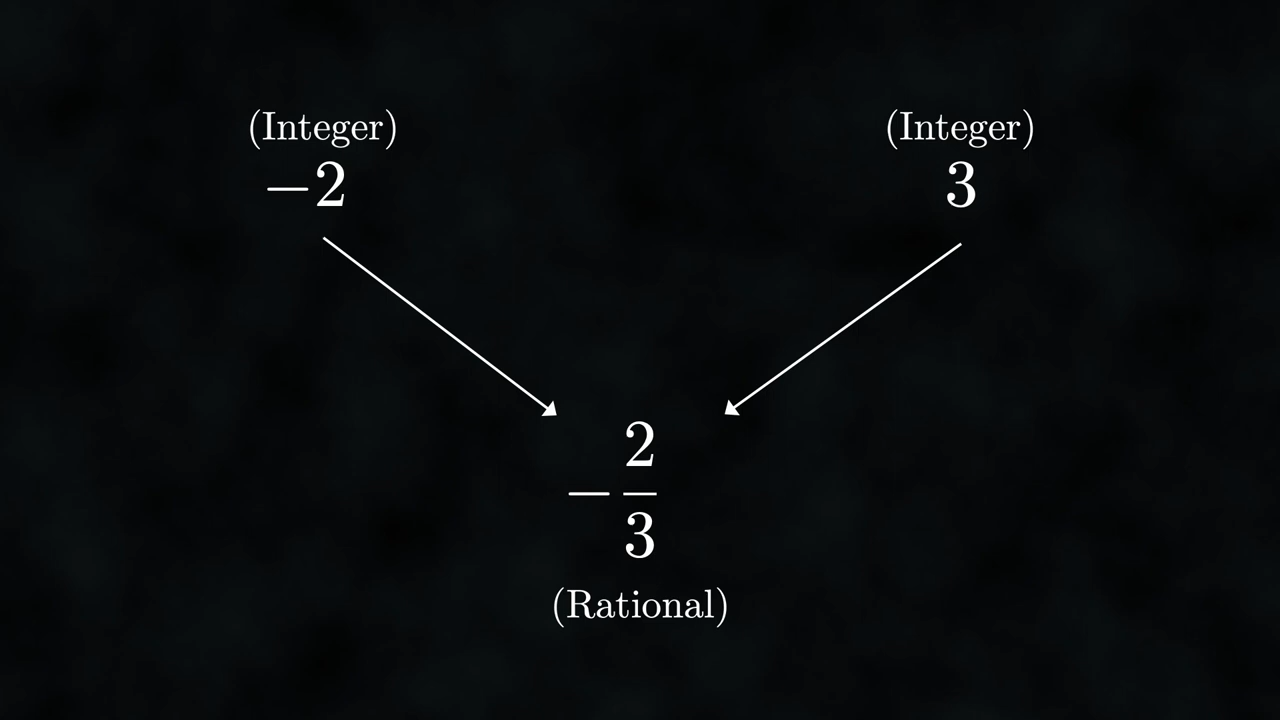 (Integer) (Integer)
−2 3
−2/3
(Rational)